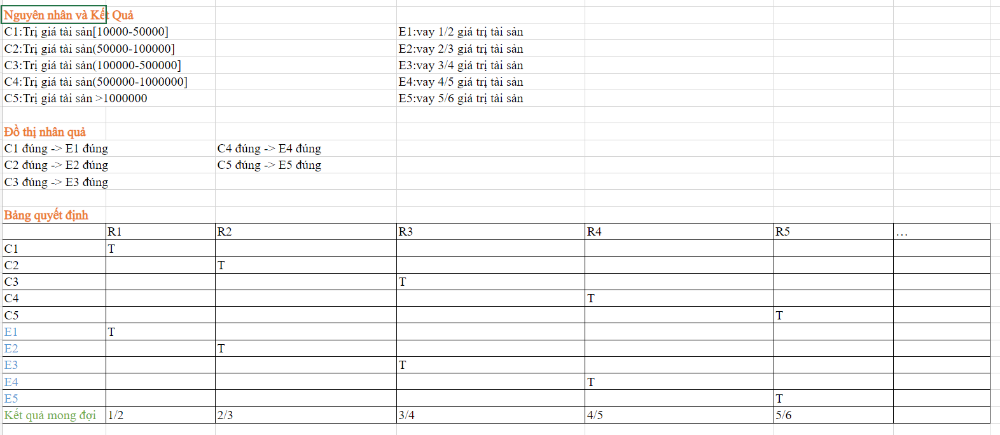 Nguyên nhân và Kết Quả
C1:Trị giá tài sản[10000-50000] E1:vay 1/2 giá trị tài sản
C2:Trị giá tài sản(50000-100000] E2:vay 2/3 giá trị tài sản
C3:Trị giá tài sản(100000-500000] E3:vay 3/4 giá trị tài sản
C4:Trị giá tài sản(500000-1000000] E4:vay 4/5 giá trị tài sản
C5:Trị giá tài sản >1000000 E5:vay 5/6 giá trị tài sản
Đồ thị nhân quả
C1 đúng -> E1 đúng C4 đúng -> E4 đúng
C2 đúng -> E2 đúng C5 đúng -> E5 đúng
C3 đúng -> E3 đúng
Bảng quyết định
R1 R2 R3 R4 R5 …
C1 T
C2 T
C3 T
C4 T
C5 T
E1 T
E2 T
E3 T
E4 T
E5 T
Kết quả mong đợi 1/2 2/3 3/4 4/5 5/6